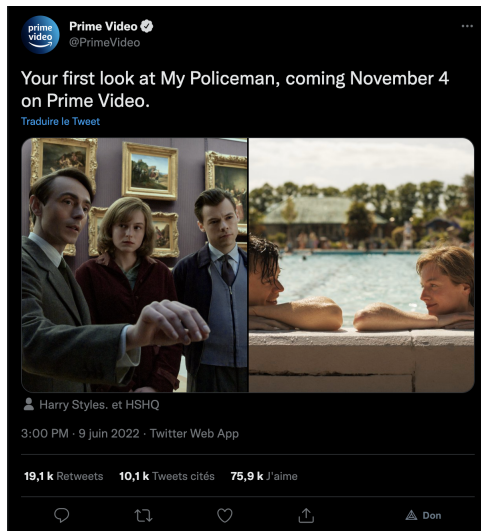 prime
video
Prime Video
@PrimeVideo
Your first look at My Policeman, coming November 4
on Prime Video.
Traduire le Tweet
Harry Styles. et HSHQ
3:00 PM · 9 juin 2022 · Twitter Web App
19,1 k Retweets 10,1 k Tweets cités 75,9 k J'aime
Don